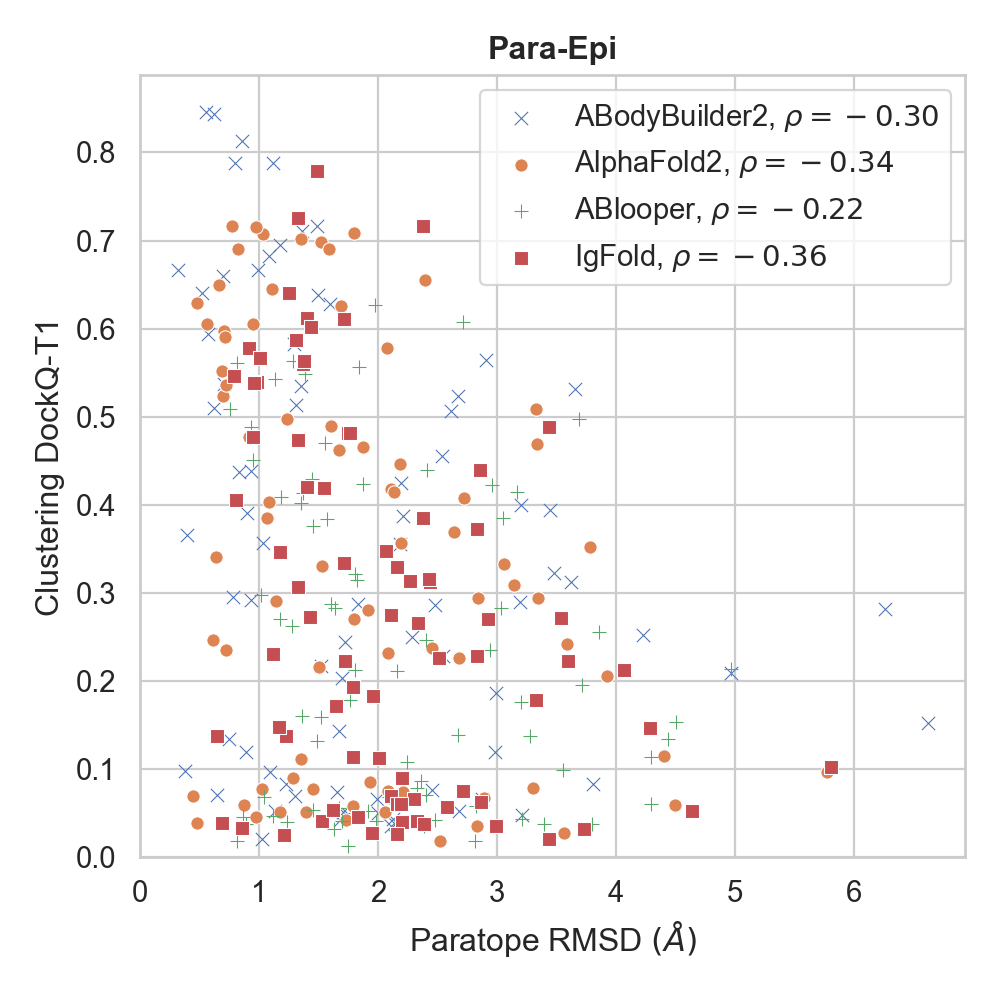 Para-Epi
ABodyBuilder2, ρ = −0.30
AlphaFold2, ρ = −0.34
ABlooper, ρ = −0.22
IgFold, ρ = −0.36
Clustering DockQ-T1
0.8
0.7
0.6
0.5
0.4
0.3
0.2
0.1
0.0
0 1 2 3 4 5 6
Paratope RMSD (Å)